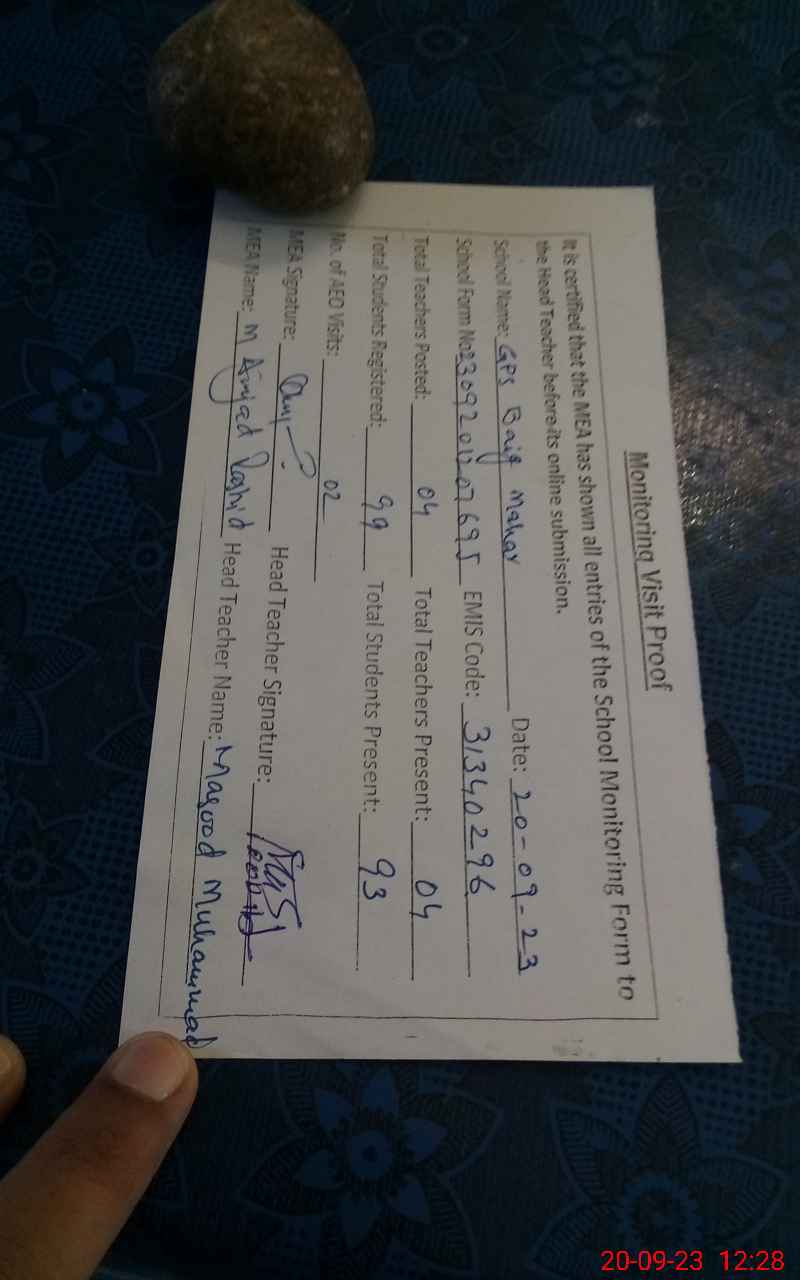 Monitoring Visit Proof
It is certified that the MEA has shown all entries of the School Monitoring Form to
the Head Teacher before its online submission.
School Name: GPS Baig Mahar Date: 20-09-23
School Form No 2309201207695 EMIS Code: 31340296
Total Teachers Posted: 04 Total Teachers Present: 04
Total Students Registered: 99 Total Students Present: 93
No. of AEO Visits: 02
MEA Signature: Head Teacher Signature:
MEA Name: M Amjad Rashid Head Teacher Name: Maqood Muhammad
20-09-23 12:28